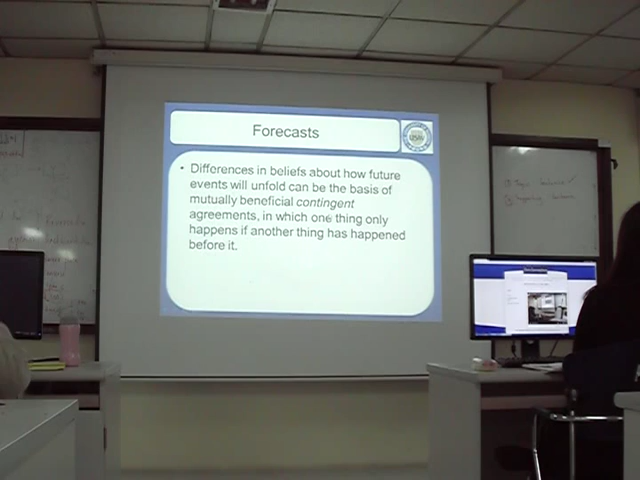 Forecasts
• Differences in beliefs about how future
events will unfold can be the basis of
mutually beneficial contingent
agreements, in which one thing only
happens if another thing has happened
before it.